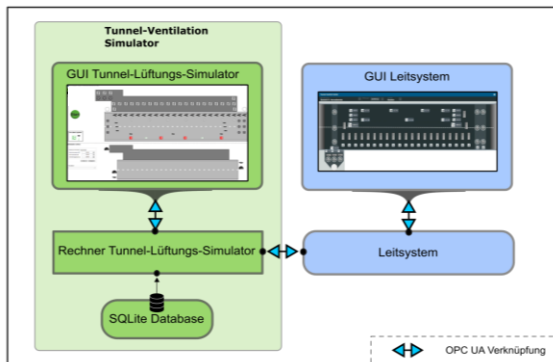 Tunnel-Ventilation
Simulator
GUI Tunnel-Lüftungs-Simulator
GUI Leitsystem
Rechner Tunnel-Lüftungs-Simulator
Leitsystem
SQLite Database
OPC UA Verknüpfung